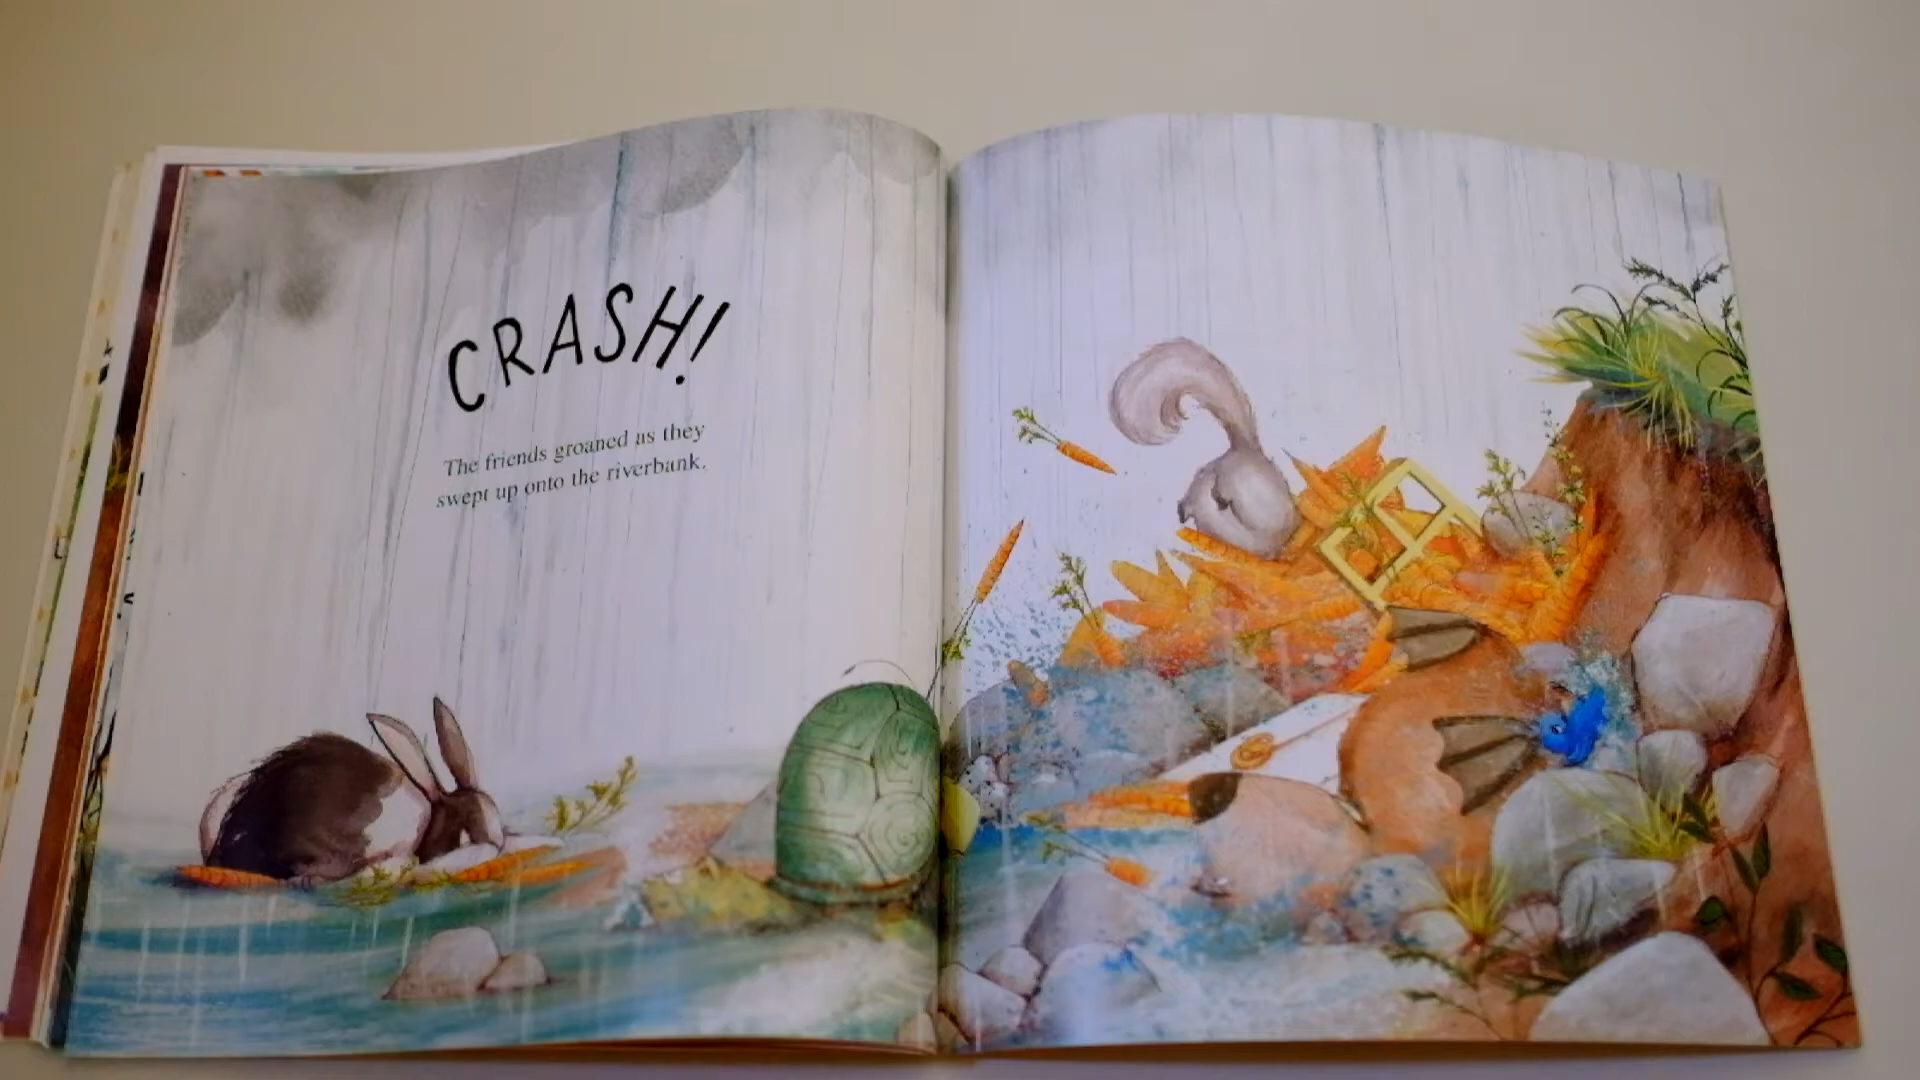 CRASH!
The friends groaned as they
swept up onto the riverbank.